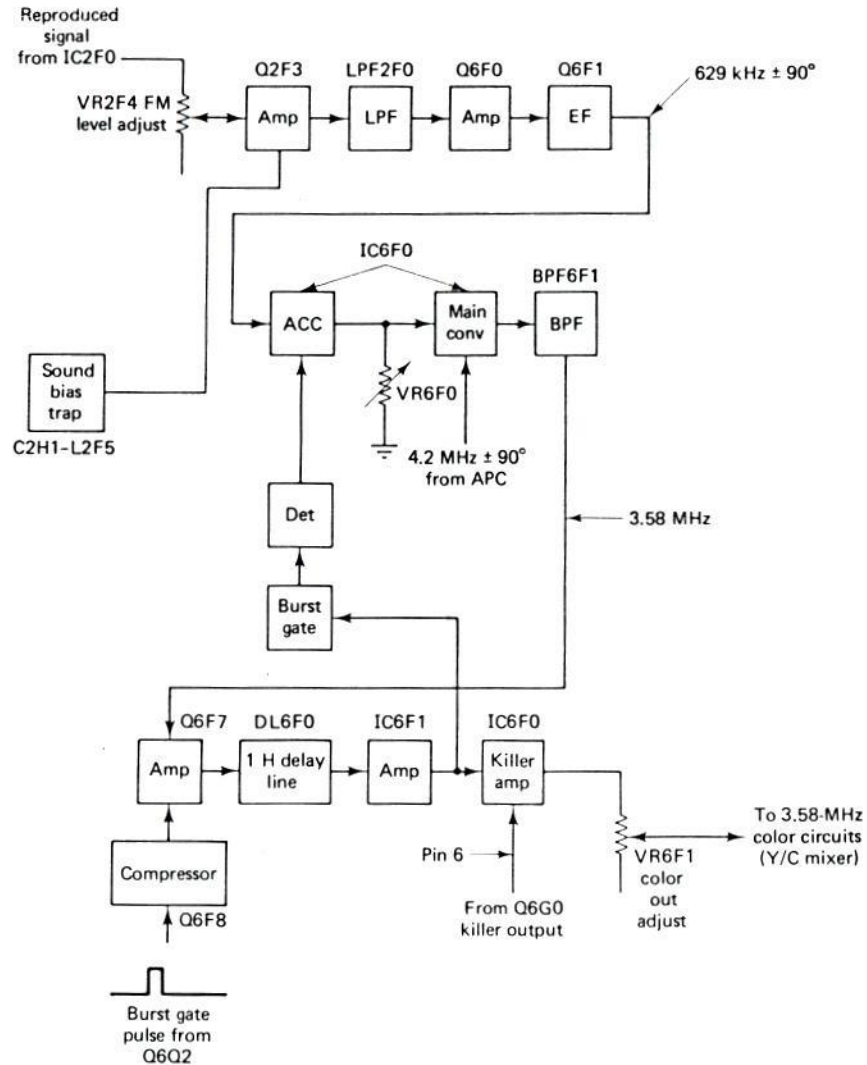 Reproduced
signal
from IC2F0
VR2F4 FM
level adjust
Q2F3
Amp
LPF2F0
LPF
Q6F0
Amp
Q6F1
EF
629 kHz ± 90°
IC6F0
ACC
Main
conv
BPF6F1
BPF
VR6F0
4.2 MHz ± 90°
from APC
Sound
bias
trap
C2H1-L2F5
Det
3.58 MHz
Burst
gate
Q6F7
Amp
DL6F0
1 H delay
line
IC6F1
Amp
IC6F0
Killer
amp
Pin 6
From Q6G0
killer output
To 3.58-MHz
color circuits
(Y/C mixer)
VR6F1
color
out
adjust
Compressor
Q6F8
Burst gate
pulse from
Q6Q2